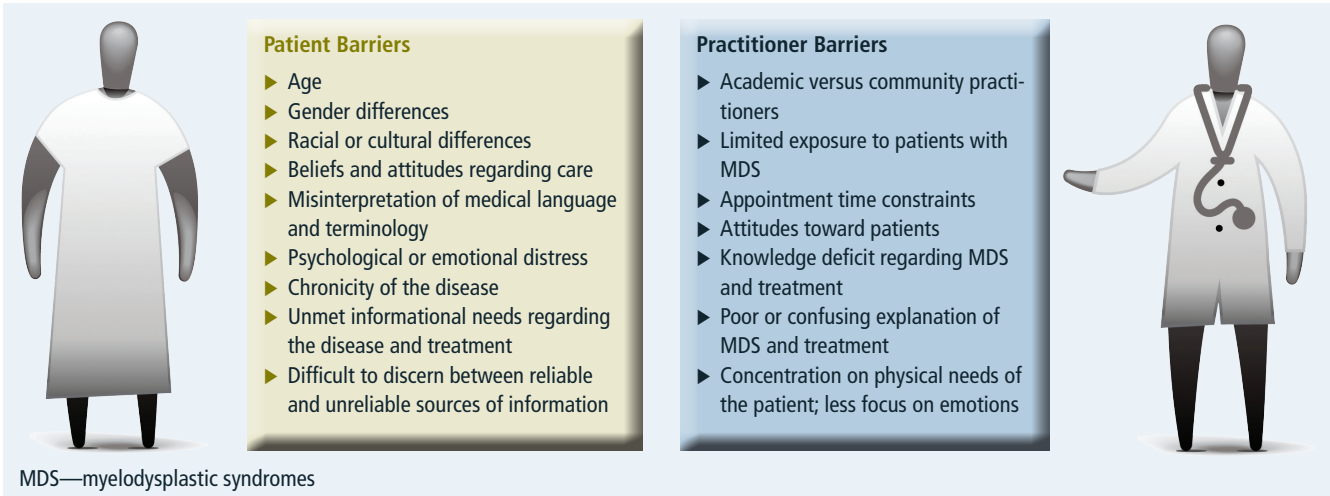 Patient Barriers
▶ Age
▶ Gender differences
▶ Racial or cultural differences
▶ Beliefs and attitudes regarding care
▶ Misinterpretation of medical language
and terminology
▶ Psychological or emotional distress
▶ Chronicity of the disease
▶ Unmet informational needs regarding
the disease and treatment
▶ Difficult to discern between reliable
and unreliable sources of information
Practitioner Barriers
▶ Academic versus community practi-
tioners
▶ Limited exposure to patients with
MDS
▶ Appointment time constraints
▶ Attitudes toward patients
▶ Knowledge deficit regarding MDS
and treatment
▶ Poor or confusing explanation of
MDS and treatment
▶ Concentration on physical needs of
the patient; less focus on emotions
MDS—myelodysplastic syndromes